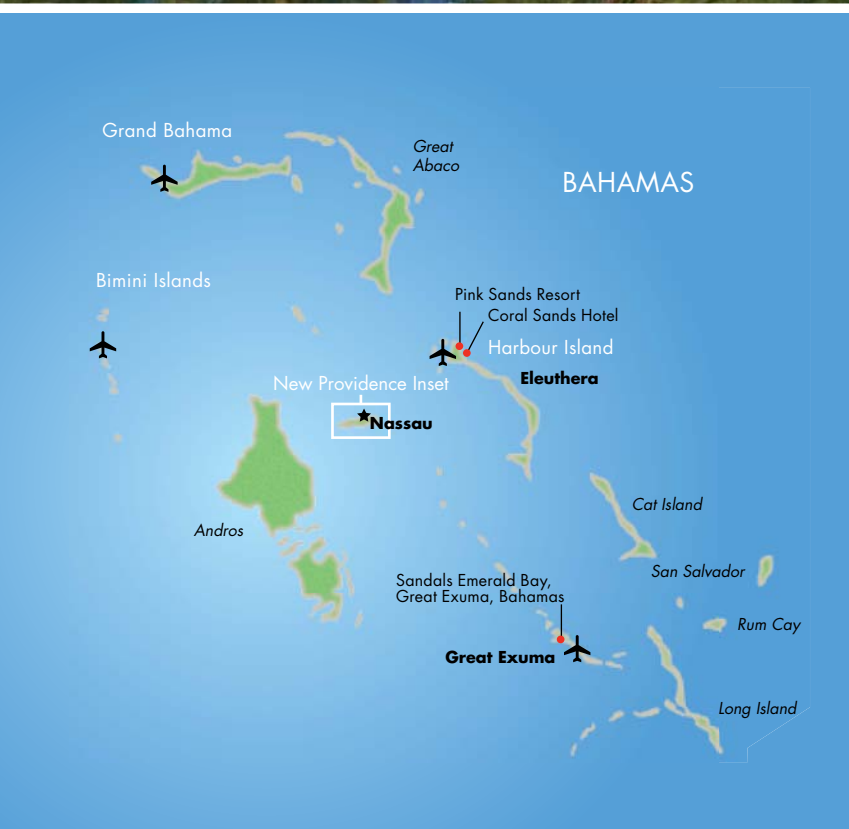 Grand Bahama
Great
Abaco
BAHAMAS
Bimini Islands
Pink Sands Resort
Coral Sands Hotel
Harbour Island
Eleuthera
New Providence Inset
Nassau
Cat Island
Andros
San Salvador
Sandals Emerald Bay,
Great Exuma, Bahamas
Rum Cay
Great Exuma
Long Island